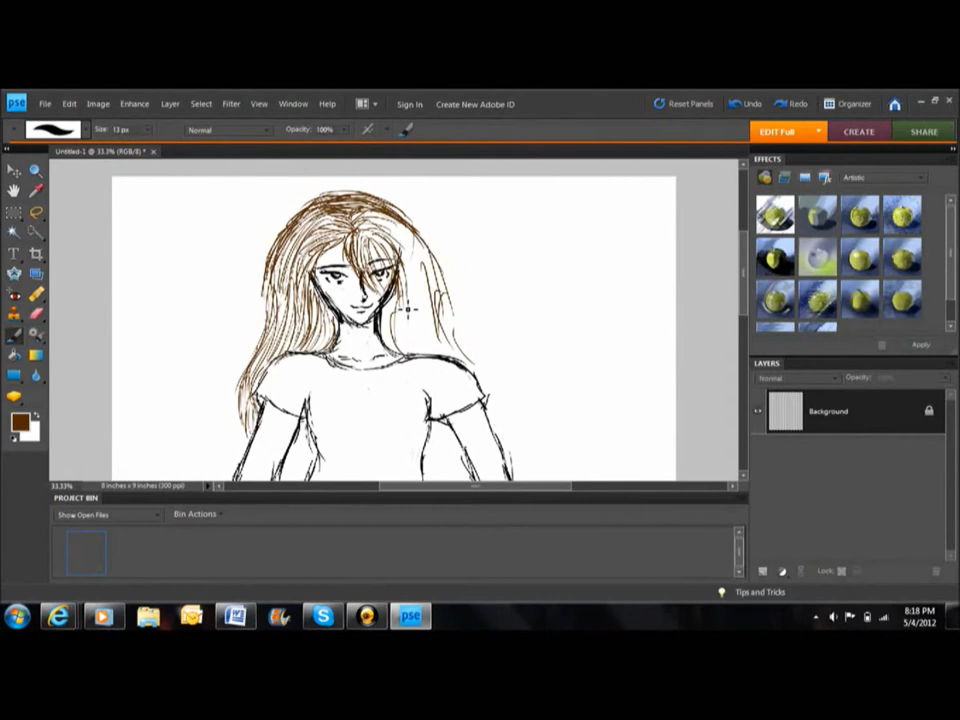 pse File Edit Image Enhance Layer Select Filter View Window Help Sign In Create New Adobe ID Reset Panels Undo Redo Organizer
Size: 13 px Normal Opacity: 100% EDIT Full CREATE SHARE
Untitled-1 @ 33.3% (RGB/8) *
EFFECTS
Artistic
Apply
LAYERS
Normal Opacity:
Background
33.33% 8 inches x 9 inches (300 ppi)
PROJECT BIN
Show Open Files Bin Actions
Lock:
Tips and Tricks
pse
8:18 PM
5/4/2012